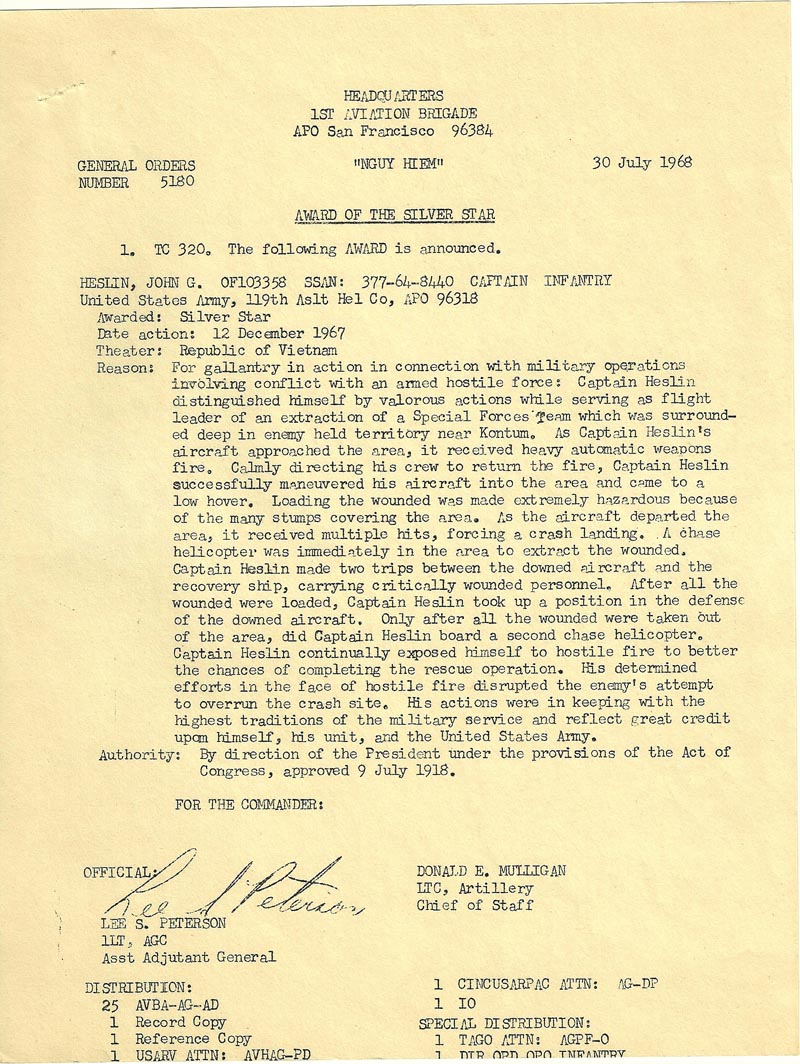 HEADQUARTERS
1ST AVIATION BRIGADE
APO San Francisco 96384
GENERAL ORDERS "NGUY HIEM" 30 July 1968
NUMBER 5180
AWARD OF THE SILVER STAR
1. TC 320. The following AWARD is announced.
HESLIN, JOHN G. OF103358 SSAN: 377-64-8440 CAPTAIN INFANTRY
United States Army, 119th Aslt Hel Co, APO 96318
Awarded: Silver Star
Date action: 12 December 1967
Theater: Republic of Vietnam
Reason: For gallantry in action in connection with military operations
involving conflict with an armed hostile force: Captain Heslin
distinguished himself by valorous actions while serving as flight
leader of an extraction of a Special Forces Team which was surround-
ed deep in enemy held territory near Kontum. As Captain Heslin's
aircraft approached the area, it received heavy automatic weapons
fire. Calmly directing his crew to return the fire, Captain Heslin
successfully maneuvered his aircraft into the area and came to a
low hover. Loading the wounded was made extremely hazardous because
of the many stumps covering the area. As the aircraft departed the
area, it received multiple hits, forcing a crash landing. A chase
helicopter was immediately in the area to extract the wounded.
Captain Heslin made two trips between the downed aircraft and the
recovery ship, carrying critically wounded personnel. After all the
wounded were loaded, Captain Heslin took up a position in the defense
of the downed aircraft. Only after all the wounded were taken out
of the area, did Captain Heslin board a second chase helicopter.
Captain Heslin continually exposed himself to hostile fire to better
the chances of completing the rescue operation. His determined
efforts in the face of hostile fire disrupted the enemy's attempt
to overrun the crash site. His actions were in keeping with the
highest traditions of the military service and reflect great credit
upon himself, his unit, and the United States Army.
Authority: By direction of the President under the provisions of the Act of
Congress, approved 9 July 1918.
FOR THE COMMANDER:
OFFICIAL:
Lee S Peterson
LEE S. PETERSON
1LT, AGC
Asst Adjutant General
DONALD E. MULLIGAN
LTC, Artillery
Chief of Staff
DISTRIBUTION:
25 AVBA-AG-AD
1 Record Copy
1 Reference Copy
1 USARV ATTN: AVHAG-PD
1 CINCUSARPAC ATTN: AG-DP
1 IO
SPECIAL DISTRIBUTION:
1 TAGO ATTN: AGPF-O
1 DIR OPD OPO INFANTRY